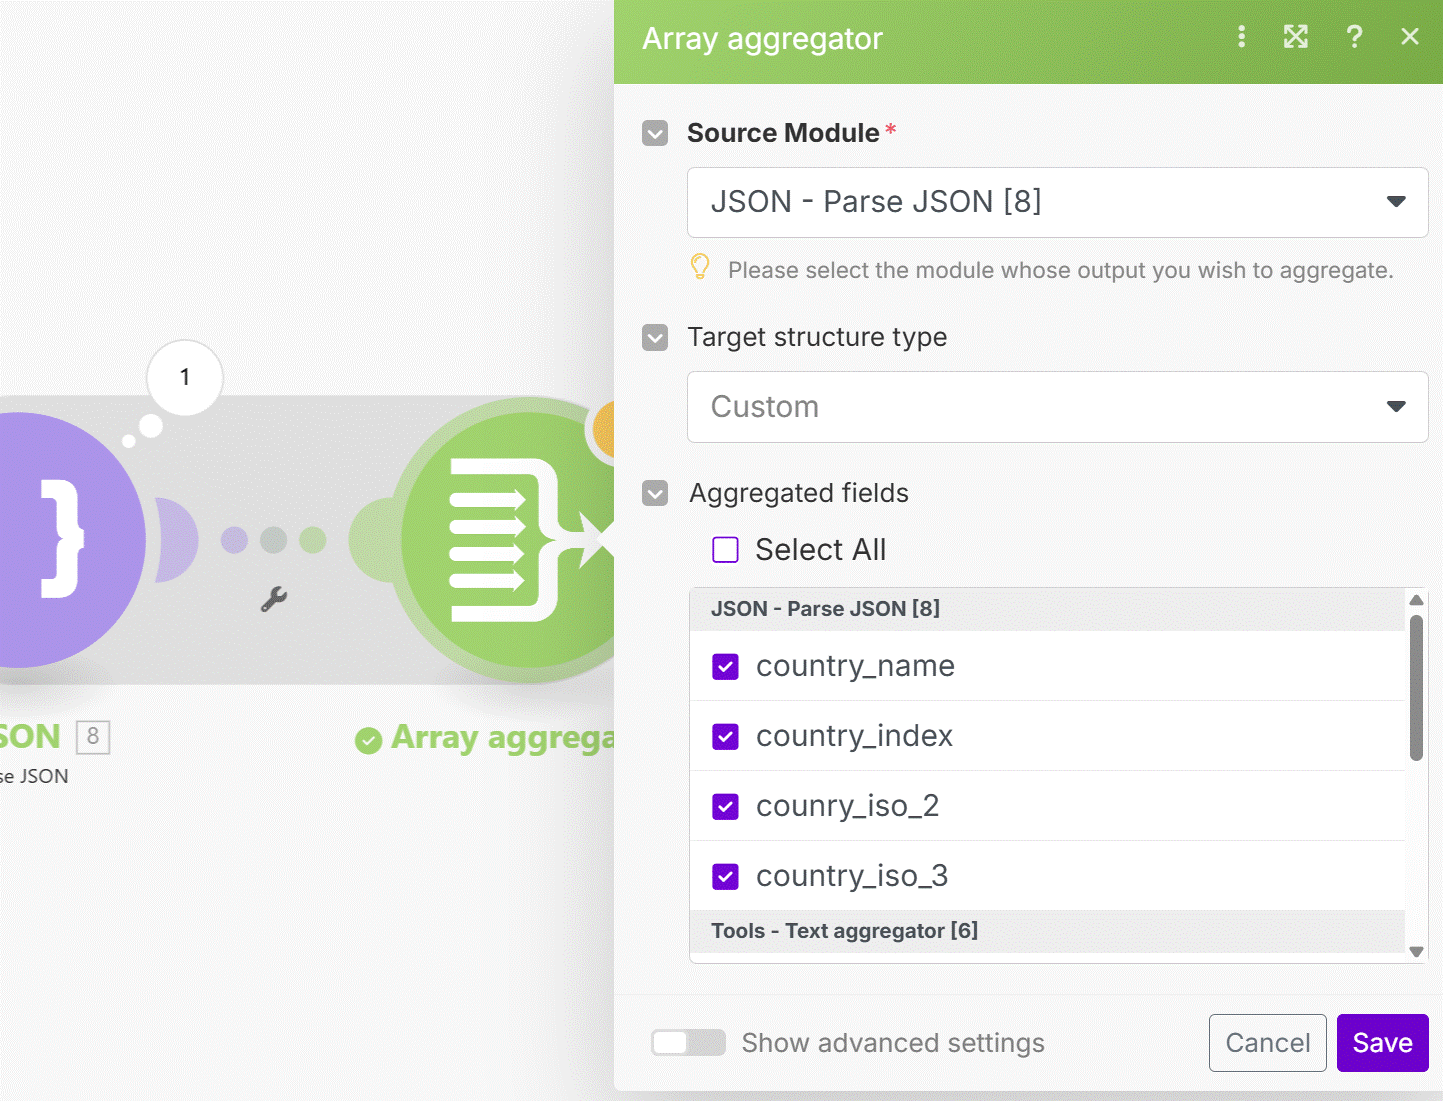 Array aggregator
Source Module *
JSON - Parse JSON [8]
Please select the module whose output you wish to aggregate.
Target structure type
Custom
Aggregated fields
Select All
JSON - Parse JSON [8]
country_name
country_index
counry_iso_2
country_iso_3
Tools - Text aggregator [6]
Show advanced settings
Cancel
Save
1
SON 8
se JSON
Array aggrega